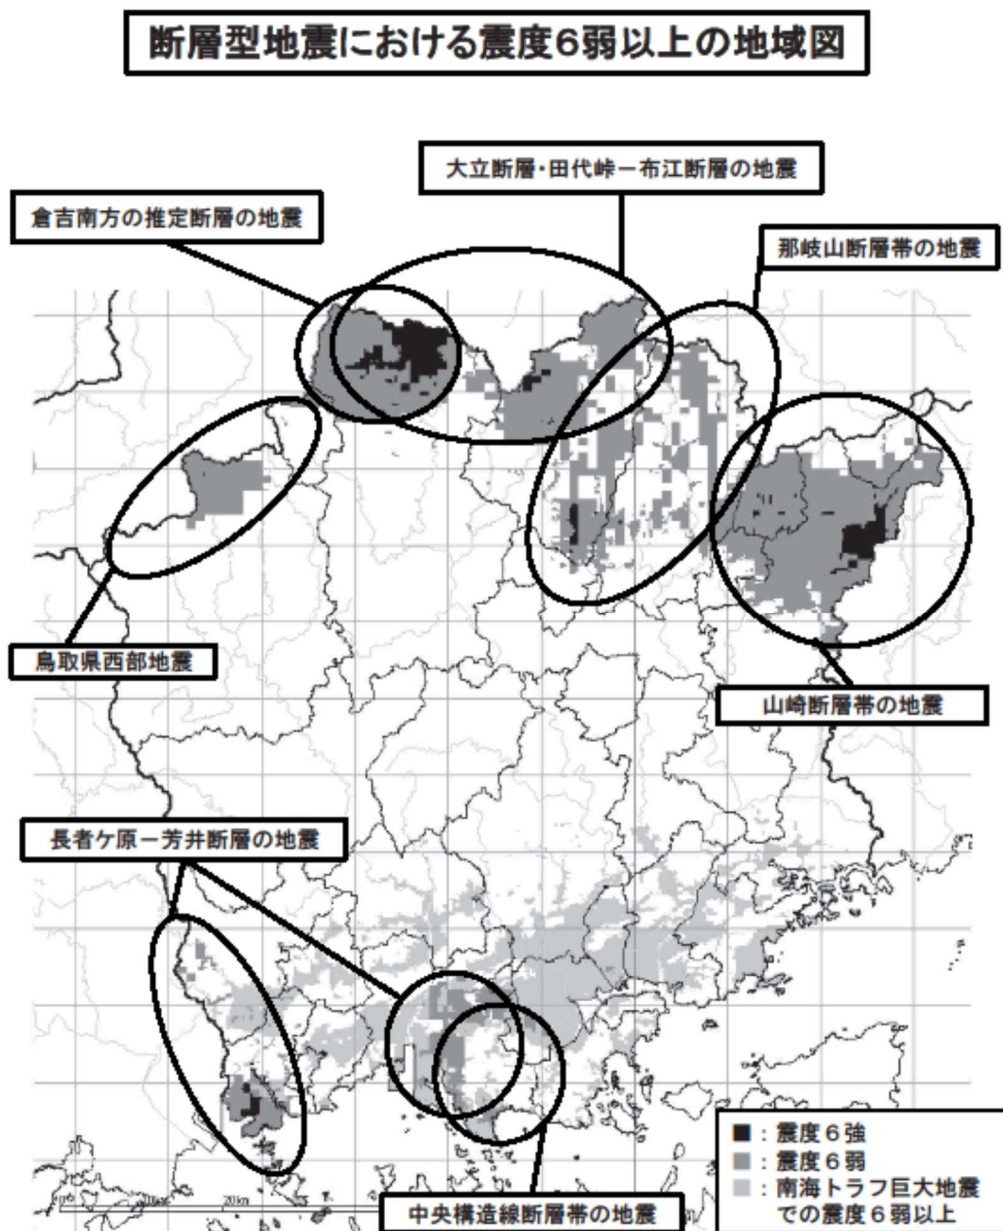 断層型地震における震度6弱以上の地域図
大立断層・田代峠－布江断層の地震
倉吉南方の推定断層の地震
那岐山断層帯の地震
鳥取県西部地震
山崎断層帯の地震
長者ケ原－芳井断層の地震
■：震度6強
■：震度6弱
■：南海トラフ巨大地震
での震度6弱以上
20 km
中央構造線断層帯の地震